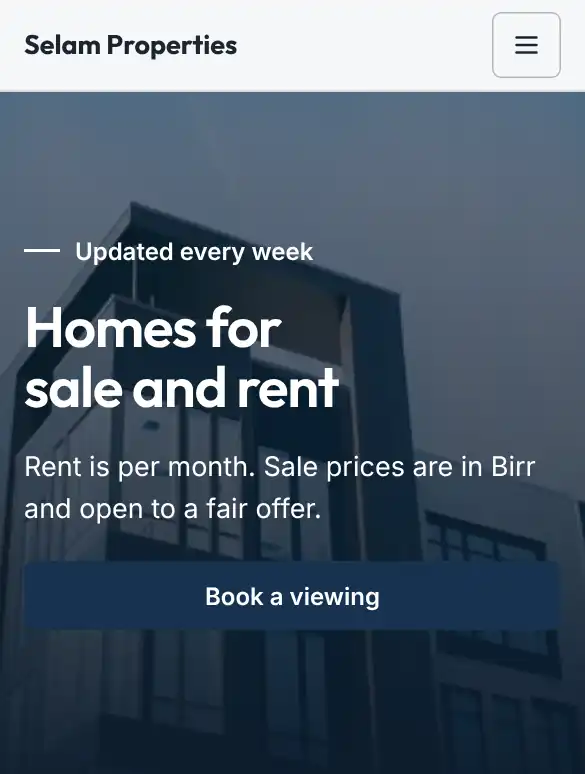 Selam Properties
Updated every week
Homes for
sale and rent
Rent is per month. Sale prices are in Birr
and open to a fair offer.
Book a viewing